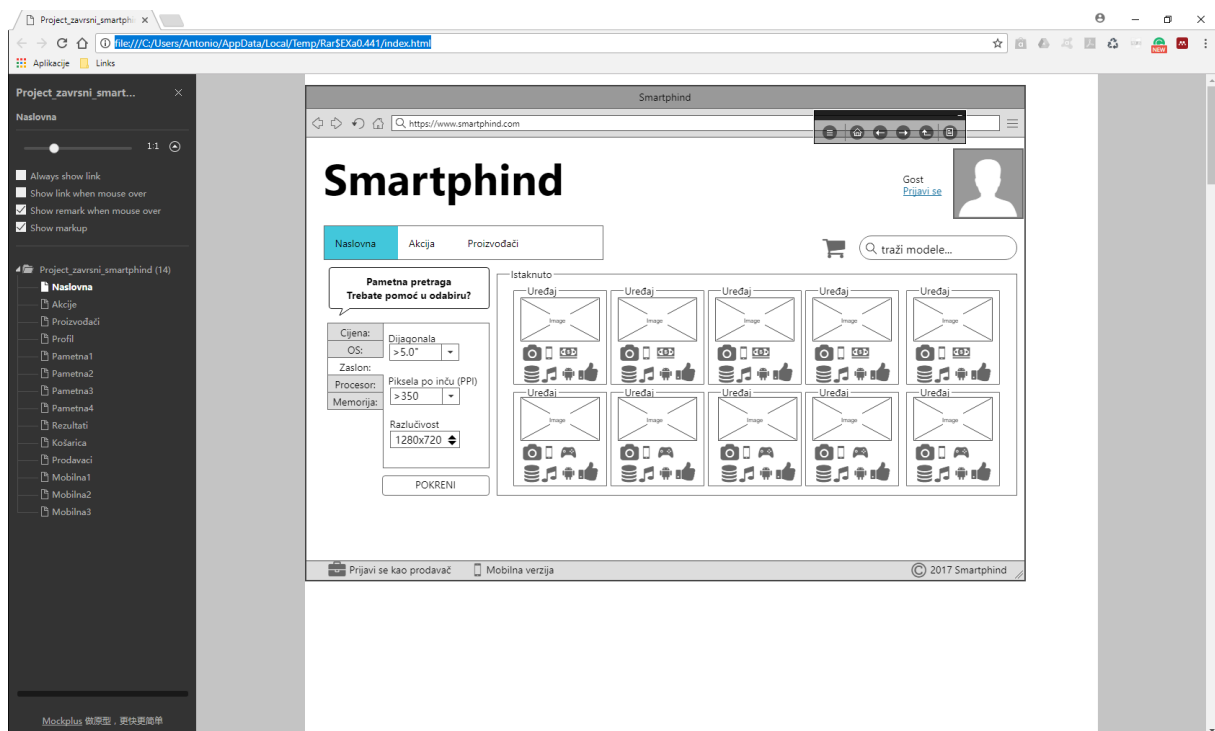 Project_zavrsni_smartph
file:///C:/Users/Antonio/AppData/Local/Temp/Rar$EXa0.441/index.html
NEW
Aplikacije
Links
Project_zavrsni_smart...
Naslovna
1:1
Always show link
Show link when mouse over
Show remark when mouse over
Show markup
Project_zavrsni_smartphind (14)
Naslovna
Akcije
Proizvođači
Profil
Pametna1
Pametna2
Pametna3
Pametna4
Rezultati
Košarica
Prodavaci
Mobilna1
Mobilna2
Mobilna3
Mockplus 做原型，更快更简单
Smartphind
https://www.smartphind.com
Smartphind
Gost
Prijavi se
Naslovna Akcija Proizvođači
traži modele...
Pametna pretraga
Trebate pomoć u odabiru?
Cijena:
OS:
Zaslon:
Procesor:
Memorija:
Dijagonala
>5.0"
Piksela po inču (PPI)
>350
Razlučivost
1280x720
POKRENI
Istaknuto
Uređaj Uređaj Uređaj Uređaj Uređaj
Image Image Image Image Image
Uređaj Uređaj Uređaj Uređaj Uređaj
Image Image Image Image Image
Prijavi se kao prodavač Mobilna verzija © 2017 Smartphind